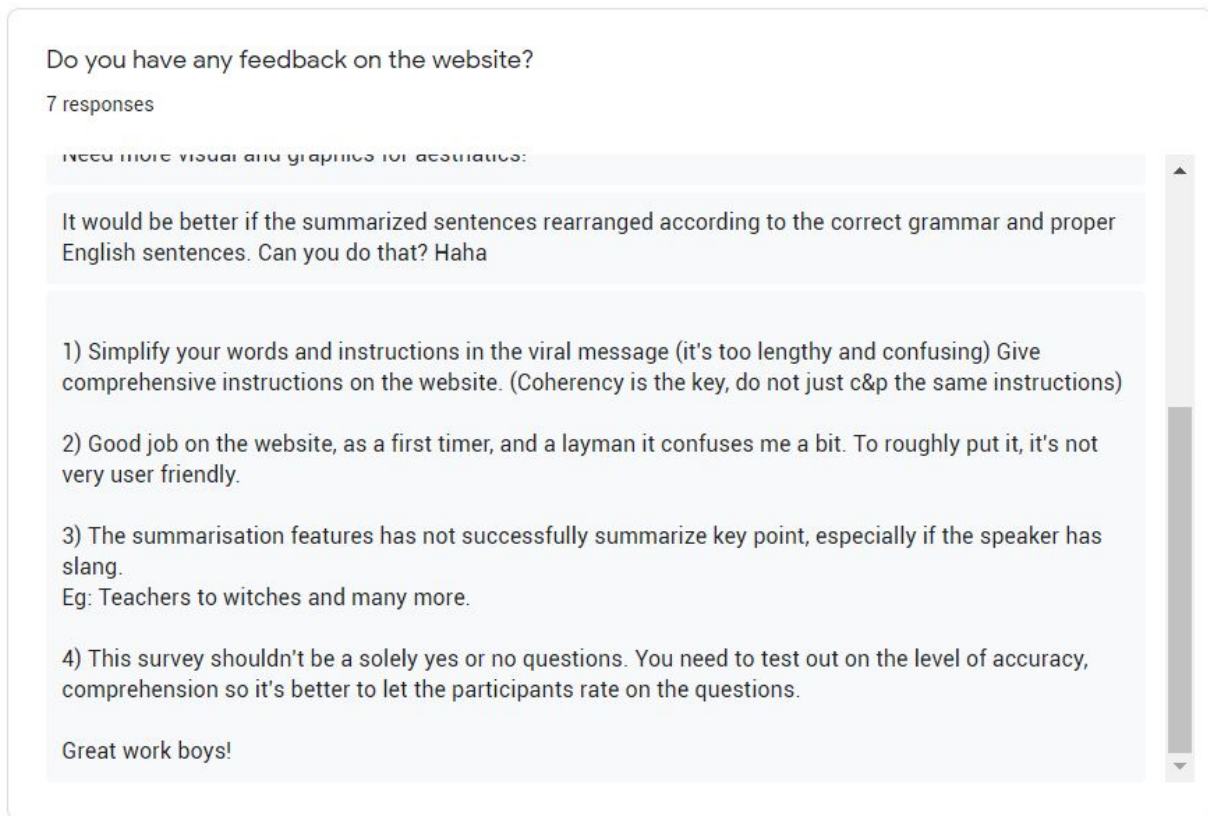 Do you have any feedback on the website?
7 responses
Need more visual and graphics for aesthatics!
It would be better if the summarized sentences rearranged according to the correct grammar and proper
English sentences. Can you do that? Haha
1) Simplify your words and instructions in the viral message (it's too lengthy and confusing) Give
comprehensive instructions on the website. (Coherency is the key, do not just c&p the same instructions)
2) Good job on the website, as a first timer, and a layman it confuses me a bit. To roughly put it, it's not
very user friendly.
3) The summarisation features has not successfully summarize key point, especially if the speaker has
slang.
Eg: Teachers to witches and many more.
4) This survey shouldn't be a solely yes or no questions. You need to test out on the level of accuracy,
comprehension so it's better to let the participants rate on the questions.
Great work boys!